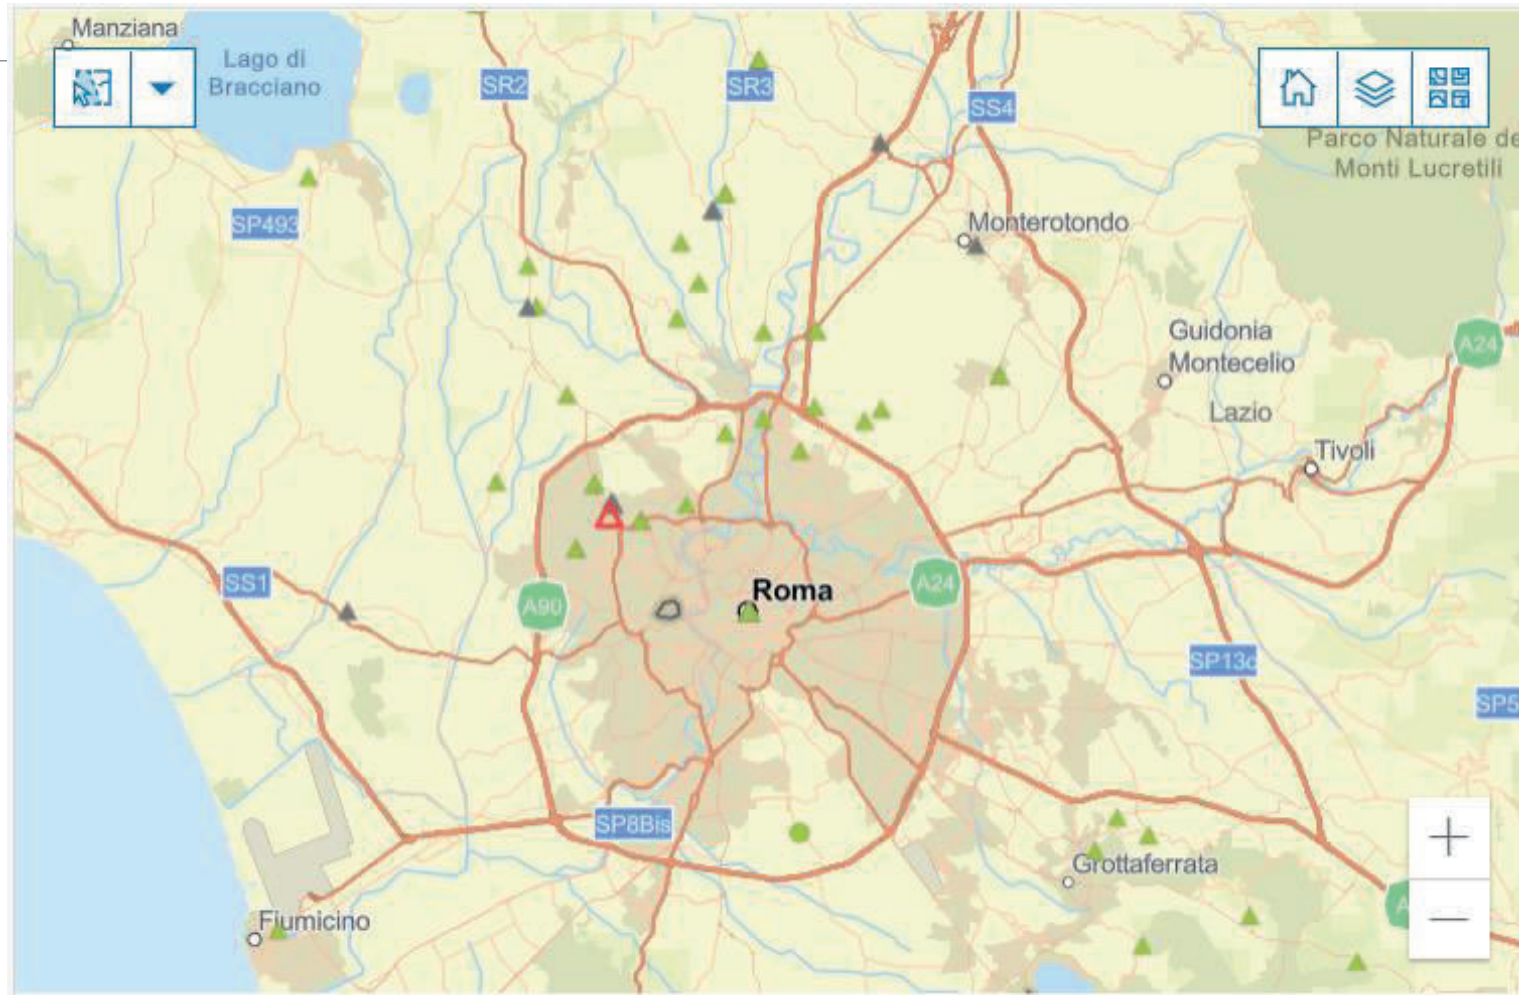 Manziana
Lago di
Bracciano
SR2
SR3
SS4
Parco Naturale de
Monti Lucretili
SP493
Monterotondo
Guidonia
Montecelio
A24
Lazio
Tivoli
SS1
A90
Roma
A24
SP13c
SP5
SP8Bis
Grottaferrata
A
Fiumicino